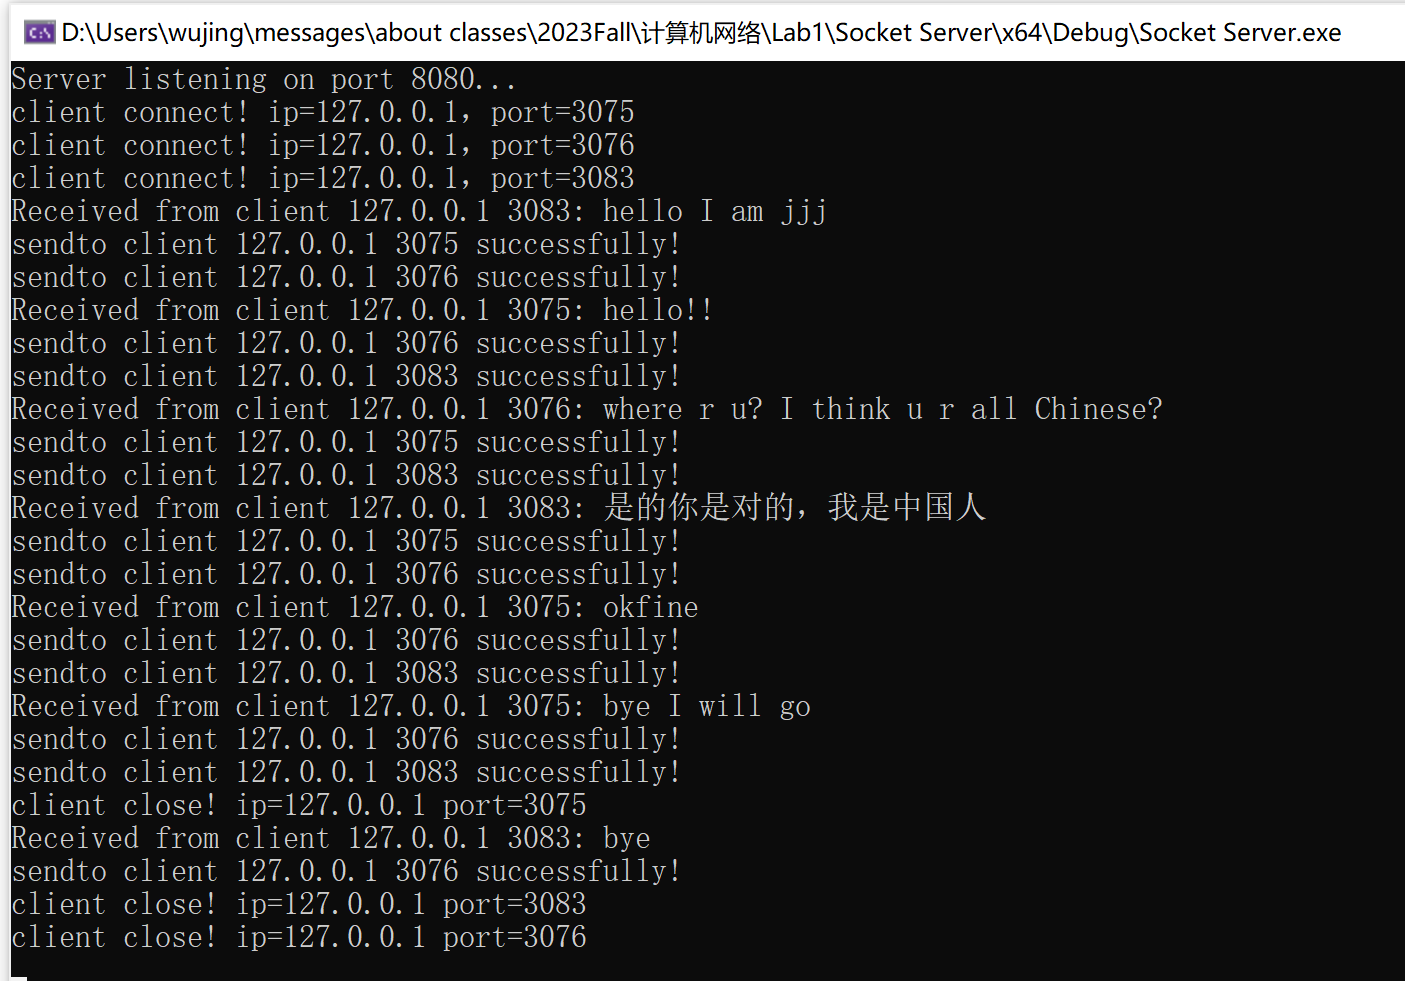 C:\ D:\Users\wujing\messages\about classes\2023Fall\计算机网络\Lab1\Socket Server\x64\Debug\Socket Server.exe
Server listening on port 8080...
client connect! ip=127.0.0.1，port=3075
client connect! ip=127.0.0.1，port=3076
client connect! ip=127.0.0.1，port=3083
Received from client 127.0.0.1 3083: hello I am jjj
sendto client 127.0.0.1 3075 successfully!
sendto client 127.0.0.1 3076 successfully!
Received from client 127.0.0.1 3075: hello!!
sendto client 127.0.0.1 3076 successfully!
sendto client 127.0.0.1 3083 successfully!
Received from client 127.0.0.1 3076: where r u? I think u r all Chinese?
sendto client 127.0.0.1 3075 successfully!
sendto client 127.0.0.1 3083 successfully!
Received from client 127.0.0.1 3083: 是的你是对的，我是中国人
sendto client 127.0.0.1 3075 successfully!
sendto client 127.0.0.1 3076 successfully!
Received from client 127.0.0.1 3075: okfine
sendto client 127.0.0.1 3076 successfully!
sendto client 127.0.0.1 3083 successfully!
Received from client 127.0.0.1 3075: bye I will go
sendto client 127.0.0.1 3076 successfully!
sendto client 127.0.0.1 3083 successfully!
client close! ip=127.0.0.1 port=3075
Received from client 127.0.0.1 3083: bye
sendto client 127.0.0.1 3076 successfully!
client close! ip=127.0.0.1 port=3083
client close! ip=127.0.0.1 port=3076